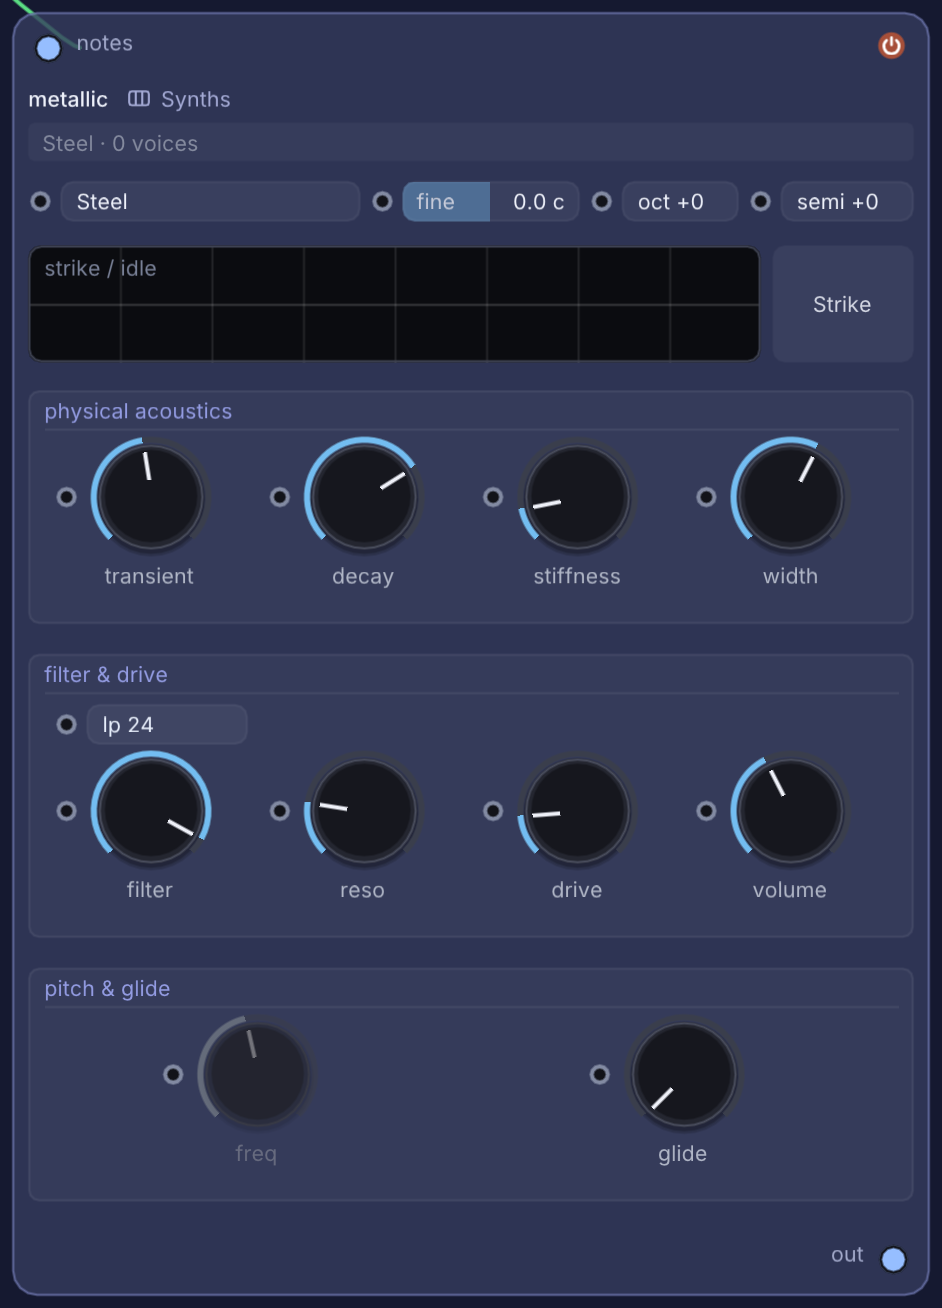 notes
metallic Synths
Steel · 0 voices
Steel fine 0.0 c oct +0 semi +0
strike / idle
Strike
physical acoustics
transient decay stiffness width
filter & drive
lp 24
filter reso drive volume
pitch & glide
freq glide
out